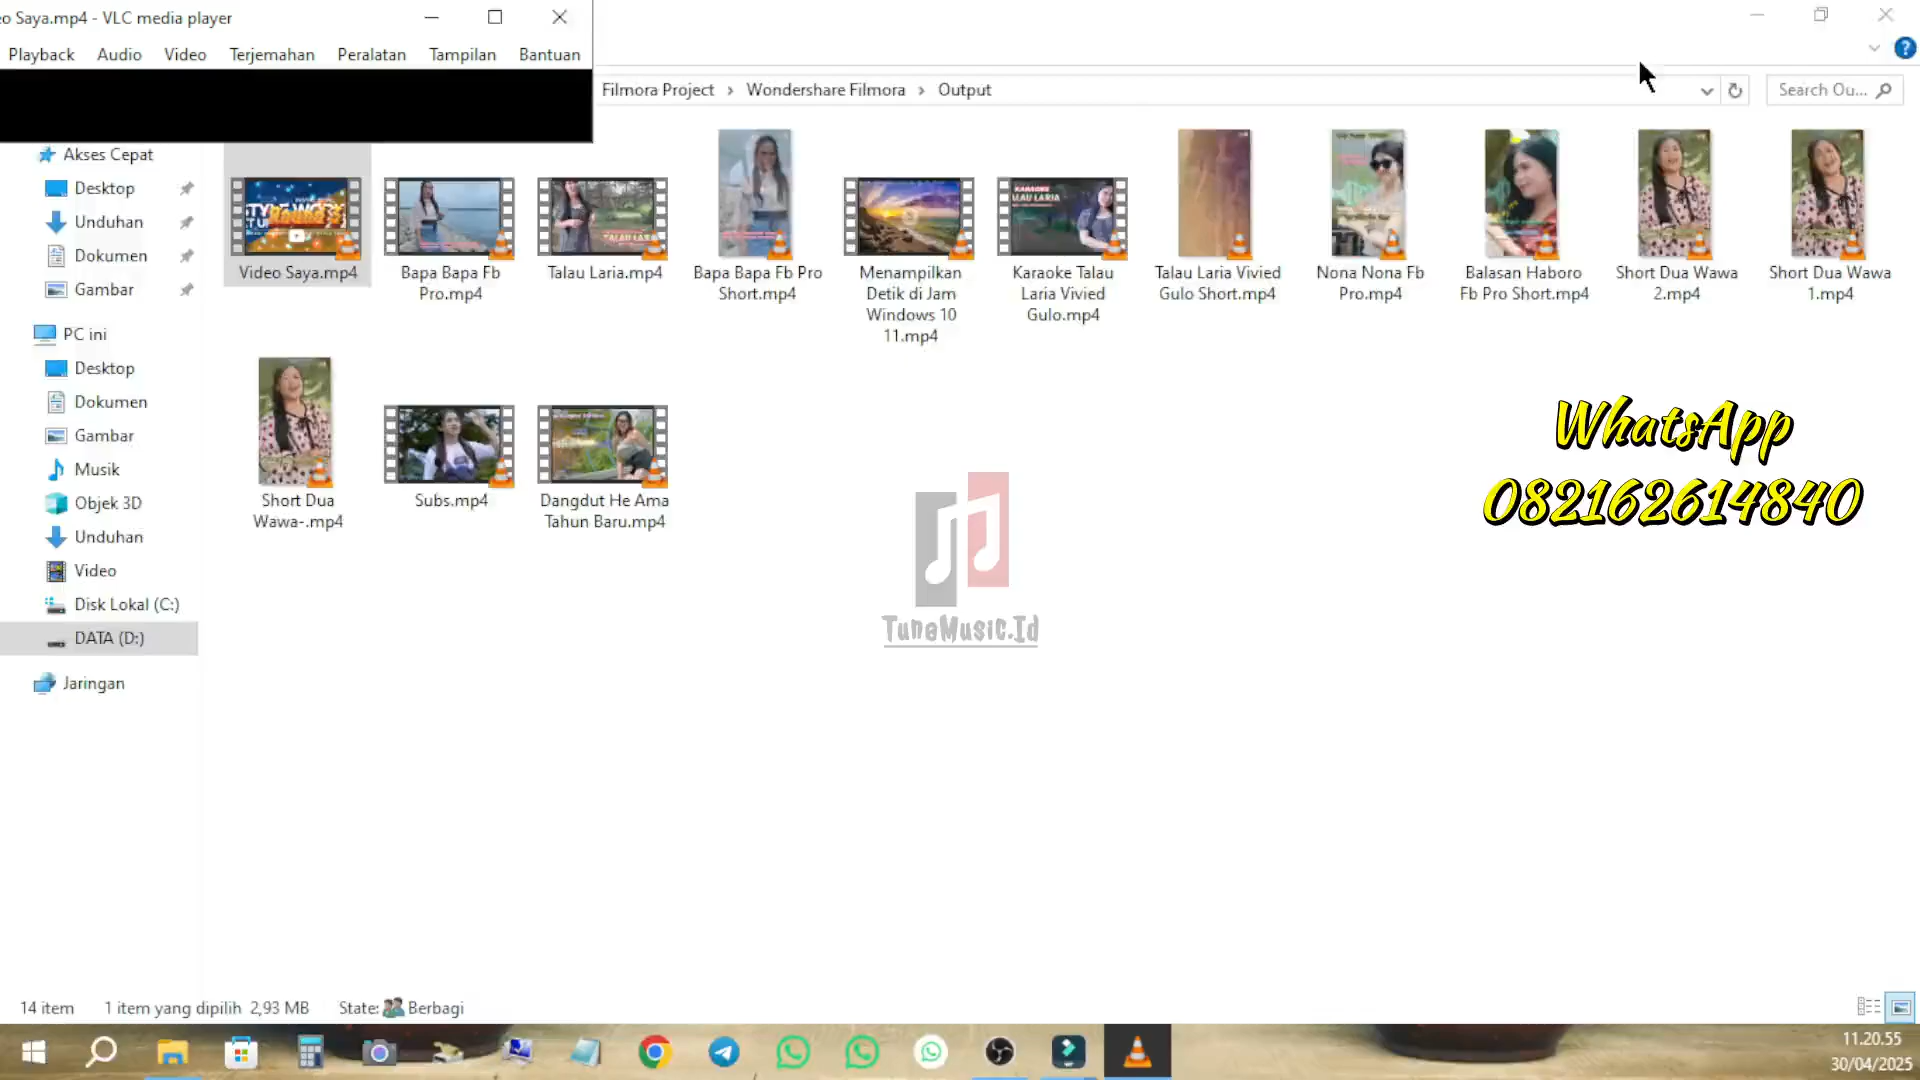 o Saya.mp4 - VLC media player
Playback Audio Video Terjemahan Peralatan Tampilan Bantuan
Filmora Project › Wondershare Filmora › Output
Search Ou...
Akses Cepat
Desktop
Unduhan
Dokumen
Gambar
PC ini
Desktop
Dokumen
Gambar
Musik
Objek 3D
Unduhan
Video
Disk Lokal (C:)
DATA (D:)
Jaringan
Video Saya.mp4
Bapa Bapa Fb
Pro.mp4
KARAOKE
TALAU LARIA
Talau Laria.mp4
Bapa Bapa Fb Pro
Short.mp4
Menampilkan
Detik di Jam
Windows 10
11.mp4
Karaoke Talau
Laria Vivied
Gulo.mp4
Talau Laria Vivied
Gulo Short.mp4
Nona Nona Fb
Pro.mp4
Balasan Haboro
Fb Pro Short.mp4
Short Dua Wawa
2.mp4
Short Dua Wawa
1.mp4
Short Dua
Wawa-.mp4
Subs.mp4
Dangdut He Ama
Tahun Baru.mp4
WhatsApp
082162614840
TuneMusic.Id
14 item 1 item yang dipilih 2,93 MB State: Berbagi
11.20.55
30/04/2025